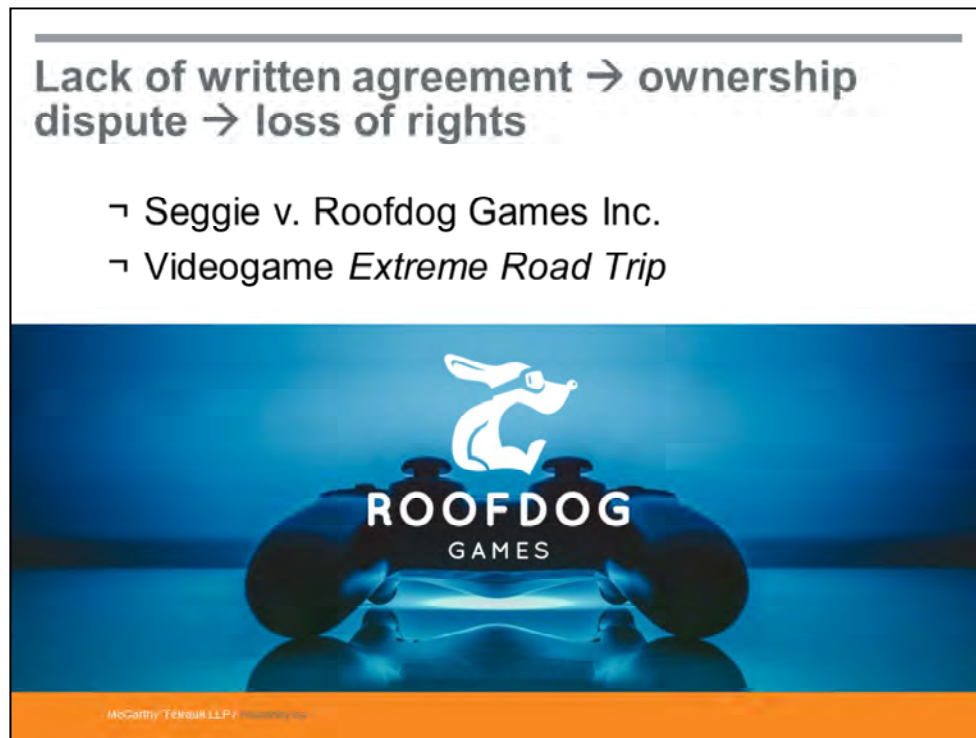 Lack of written agreement → ownership
dispute → loss of rights
¬ Seggie v. Roofdog Games Inc.
¬ Videogame Extreme Road Trip
ROOFDOG
GAMES
McCarthy Tétrault LLP /